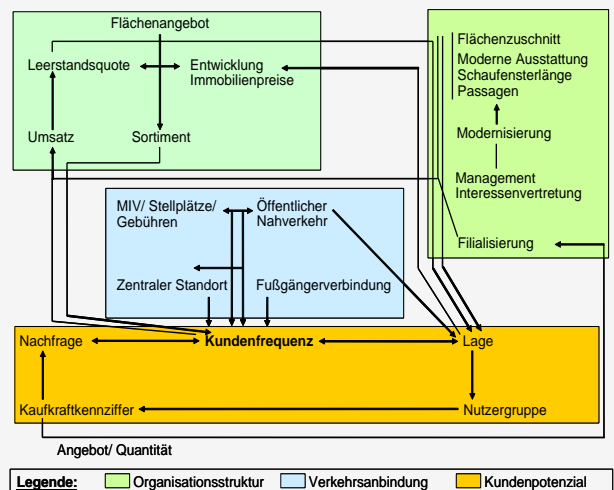 Flächenangebot
Leerstandsquote
Entwicklung
Immobilienpreise
Umsatz
Sortiment
Flächenzuschnitt
Moderne Ausstattung
Schaufensterlänge
Passagen
Modernisierung
Management
Interessenvertretung
Filialisierung
MIV/ Stellplätze/
Gebühren
Öffentlicher
Nahverkehr
Zentraler Standort
Fußgängerverbindung
Nachfrage
Kundenfrequenz
Lage
Kaufkraftkennziffer
Nutzergruppe
Angebot/ Quantität
Legende: Organisationsstruktur Verkehrsanbindung Kundenpotenzial